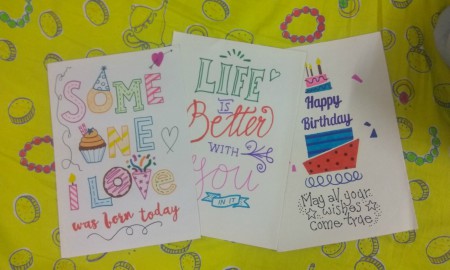 SOME
ONE
I LOVE
was born today
LIFE
IS
Better
WITH
You
IN IT
Happy
Birthday
May all your
wishes
come true